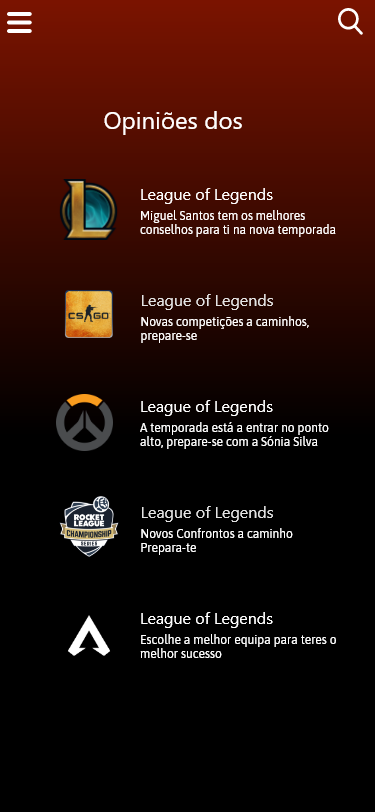 Opiniões dos
League of Legends
Miguel Santos tem os melhores
conselhos para ti na nova temporada
CS GO
League of Legends
Novas competições a caminhos,
prepare-se
League of Legends
A temporada está a entrar no ponto
alto, prepare-se com a Sónia Silva
ROCKET
LEAGUE
CHAMPIONSHIP
SERIES
League of Legends
Novos Confrontos a caminho
Prepara-te
League of Legends
Escolhe a melhor equipa para teres o
melhor sucesso